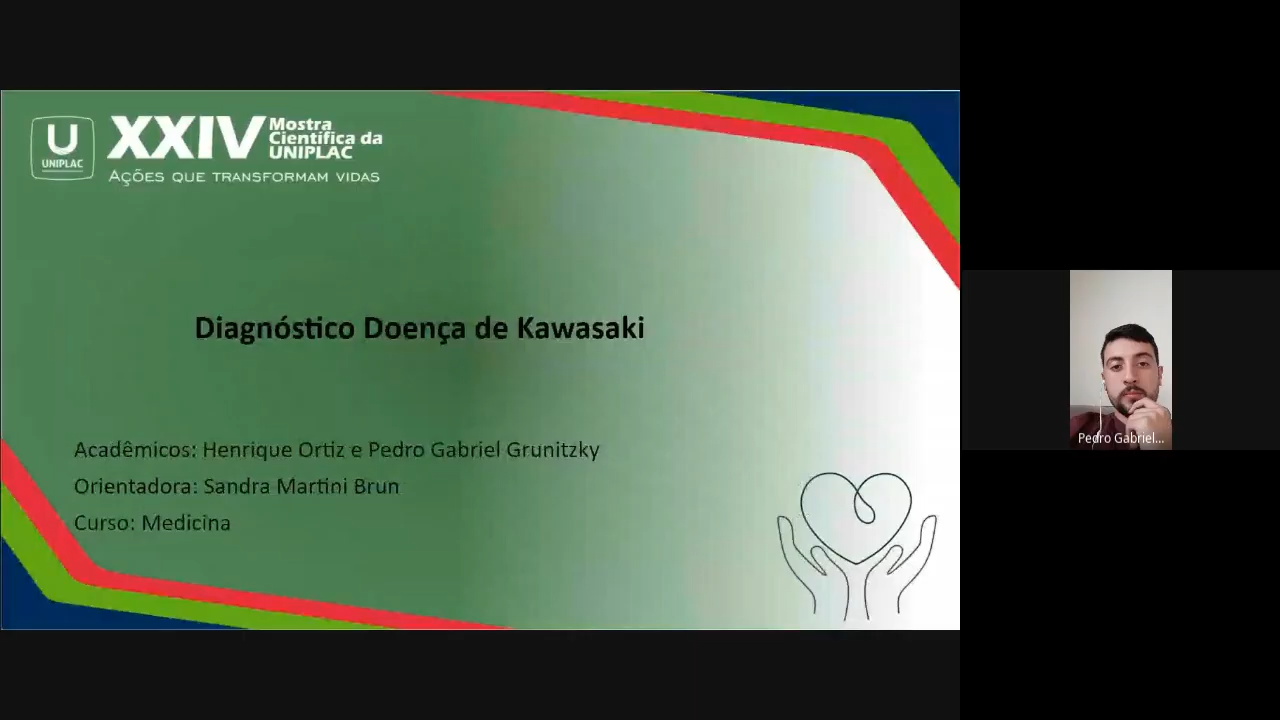 U
UNIPLAC
XXIV
Mostra
Científica da
UNIPLAC
AÇÕES QUE TRANSFORMAM VIDAS
Diagnóstico Doença de Kawasaki
Acadêmicos: Henrique Ortiz e Pedro Gabriel Grunitzky
Orientadora: Sandra Martini Brun
Curso: Medicina
Pedro Gabriel...